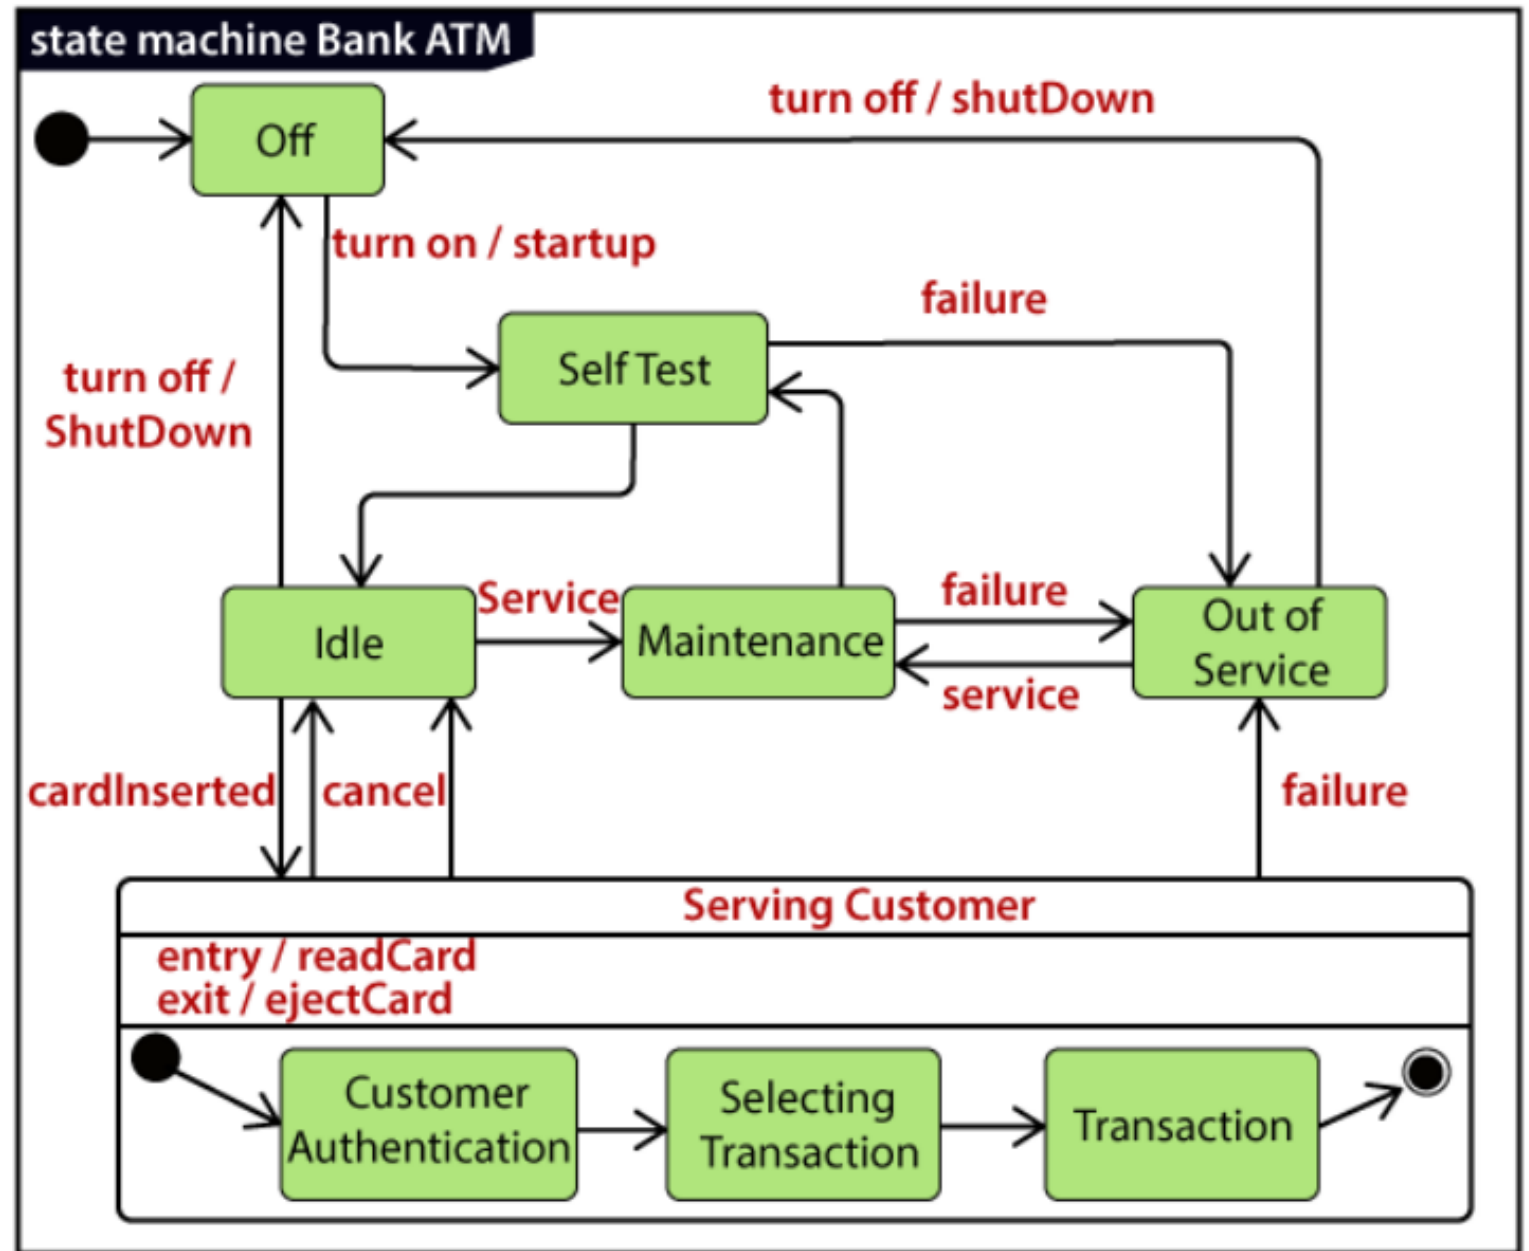 state machine Bank ATM
turn off / shutDown
Off
turn on / startup
failure
Self Test
turn off /
ShutDown
Service
failure
Idle
Maintenance
Out of
Service
service
cardInserted
cancel
failure
Serving Customer
entry / readCard
exit / ejectCard
Customer
Authentication
Selecting
Transaction
Transaction